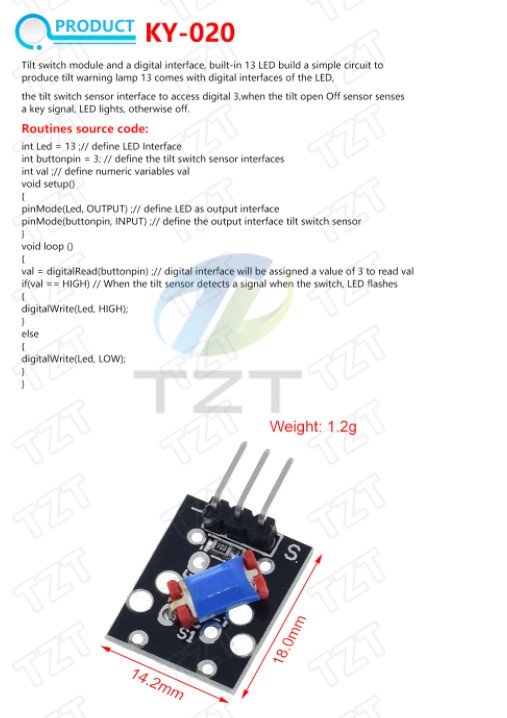 PRODUCT KY-020
Tilt switch module and a digital interface, built-in 13 LED build a simple circuit to
produce tilt warning lamp 13 comes with digital interfaces of the LED,
the tilt switch sensor interface to access digital 3,when the tilt open Off sensor senses
a key signal, LED lights, otherwise off.
Routines source code:
int Led = 13 ;// define LED Interface
int buttonpin = 3; // define the tilt switch sensor interfaces
int val ;// define numeric variables val
void setup()
{
pinMode(Led, OUTPUT) ;// define LED as output interface
pinMode(buttonpin, INPUT) ;// define the output interface tilt switch sensor
}
void loop ()
{
val = digitalRead(buttonpin) ;// digital interface will be assigned a value of 3 to read val
if(val == HIGH) // When the tilt sensor detects a signal when the switch, LED flashes
{
digitalWrite(Led, HIGH);
}
else
{
digitalWrite(Led, LOW);
}
}
TZT
Weight: 1.2g
S
S1
18.0mm
14.2mm